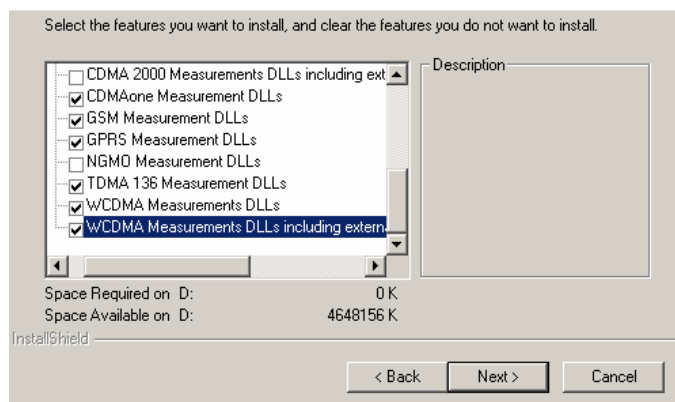 Select the features you want to install, and clear the features you do not want to install.
CDMA 2000 Measurements DLLs including ext
CDMAone Measurement DLLs
GSM Measurement DLLs
GPRS Measurement DLLs
NGMO Measurement DLLs
TDMA 136 Measurement DLLs
WCDMA Measurement DLLs
WCDMA Measurements DLLs including extern
Description
Space Required on D: 0 K
Space Available on D: 4648156 K
InstallShield
< Back Next > Cancel